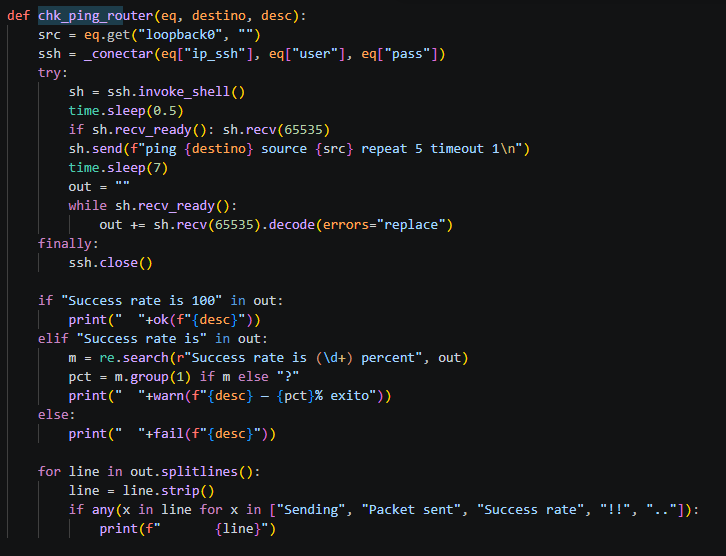 def chk_ping_router(eq, destino, desc):
    src = eq.get("loopback0", "")
    ssh = _conectar(eq["ip_ssh"], eq["user"], eq["pass"])
    try:
        sh = ssh.invoke_shell()
        time.sleep(0.5)
        if sh.recv_ready(): sh.recv(65535)
        sh.send(f"ping {destino} source {src} repeat 5 timeout 1\n")
        time.sleep(7)
        out = ""
        while sh.recv_ready():
            out += sh.recv(65535).decode(errors="replace")
    finally:
        ssh.close()

    if "Success rate is 100" in out:
        print("  "+ok(f"{desc}"))
    elif "Success rate is" in out:
        m = re.search(r"Success rate is (\d+) percent", out)
        pct = m.group(1) if m else "?"
        print("  "+warn(f"{desc} — {pct}% exito"))
    else:
        print("  "+fail(f"{desc}"))

    for line in out.splitlines():
        line = line.strip()
        if any(x in line for x in ["Sending", "Packet sent", "Success rate", "!!", ".."]):
            print(f"       {line}")